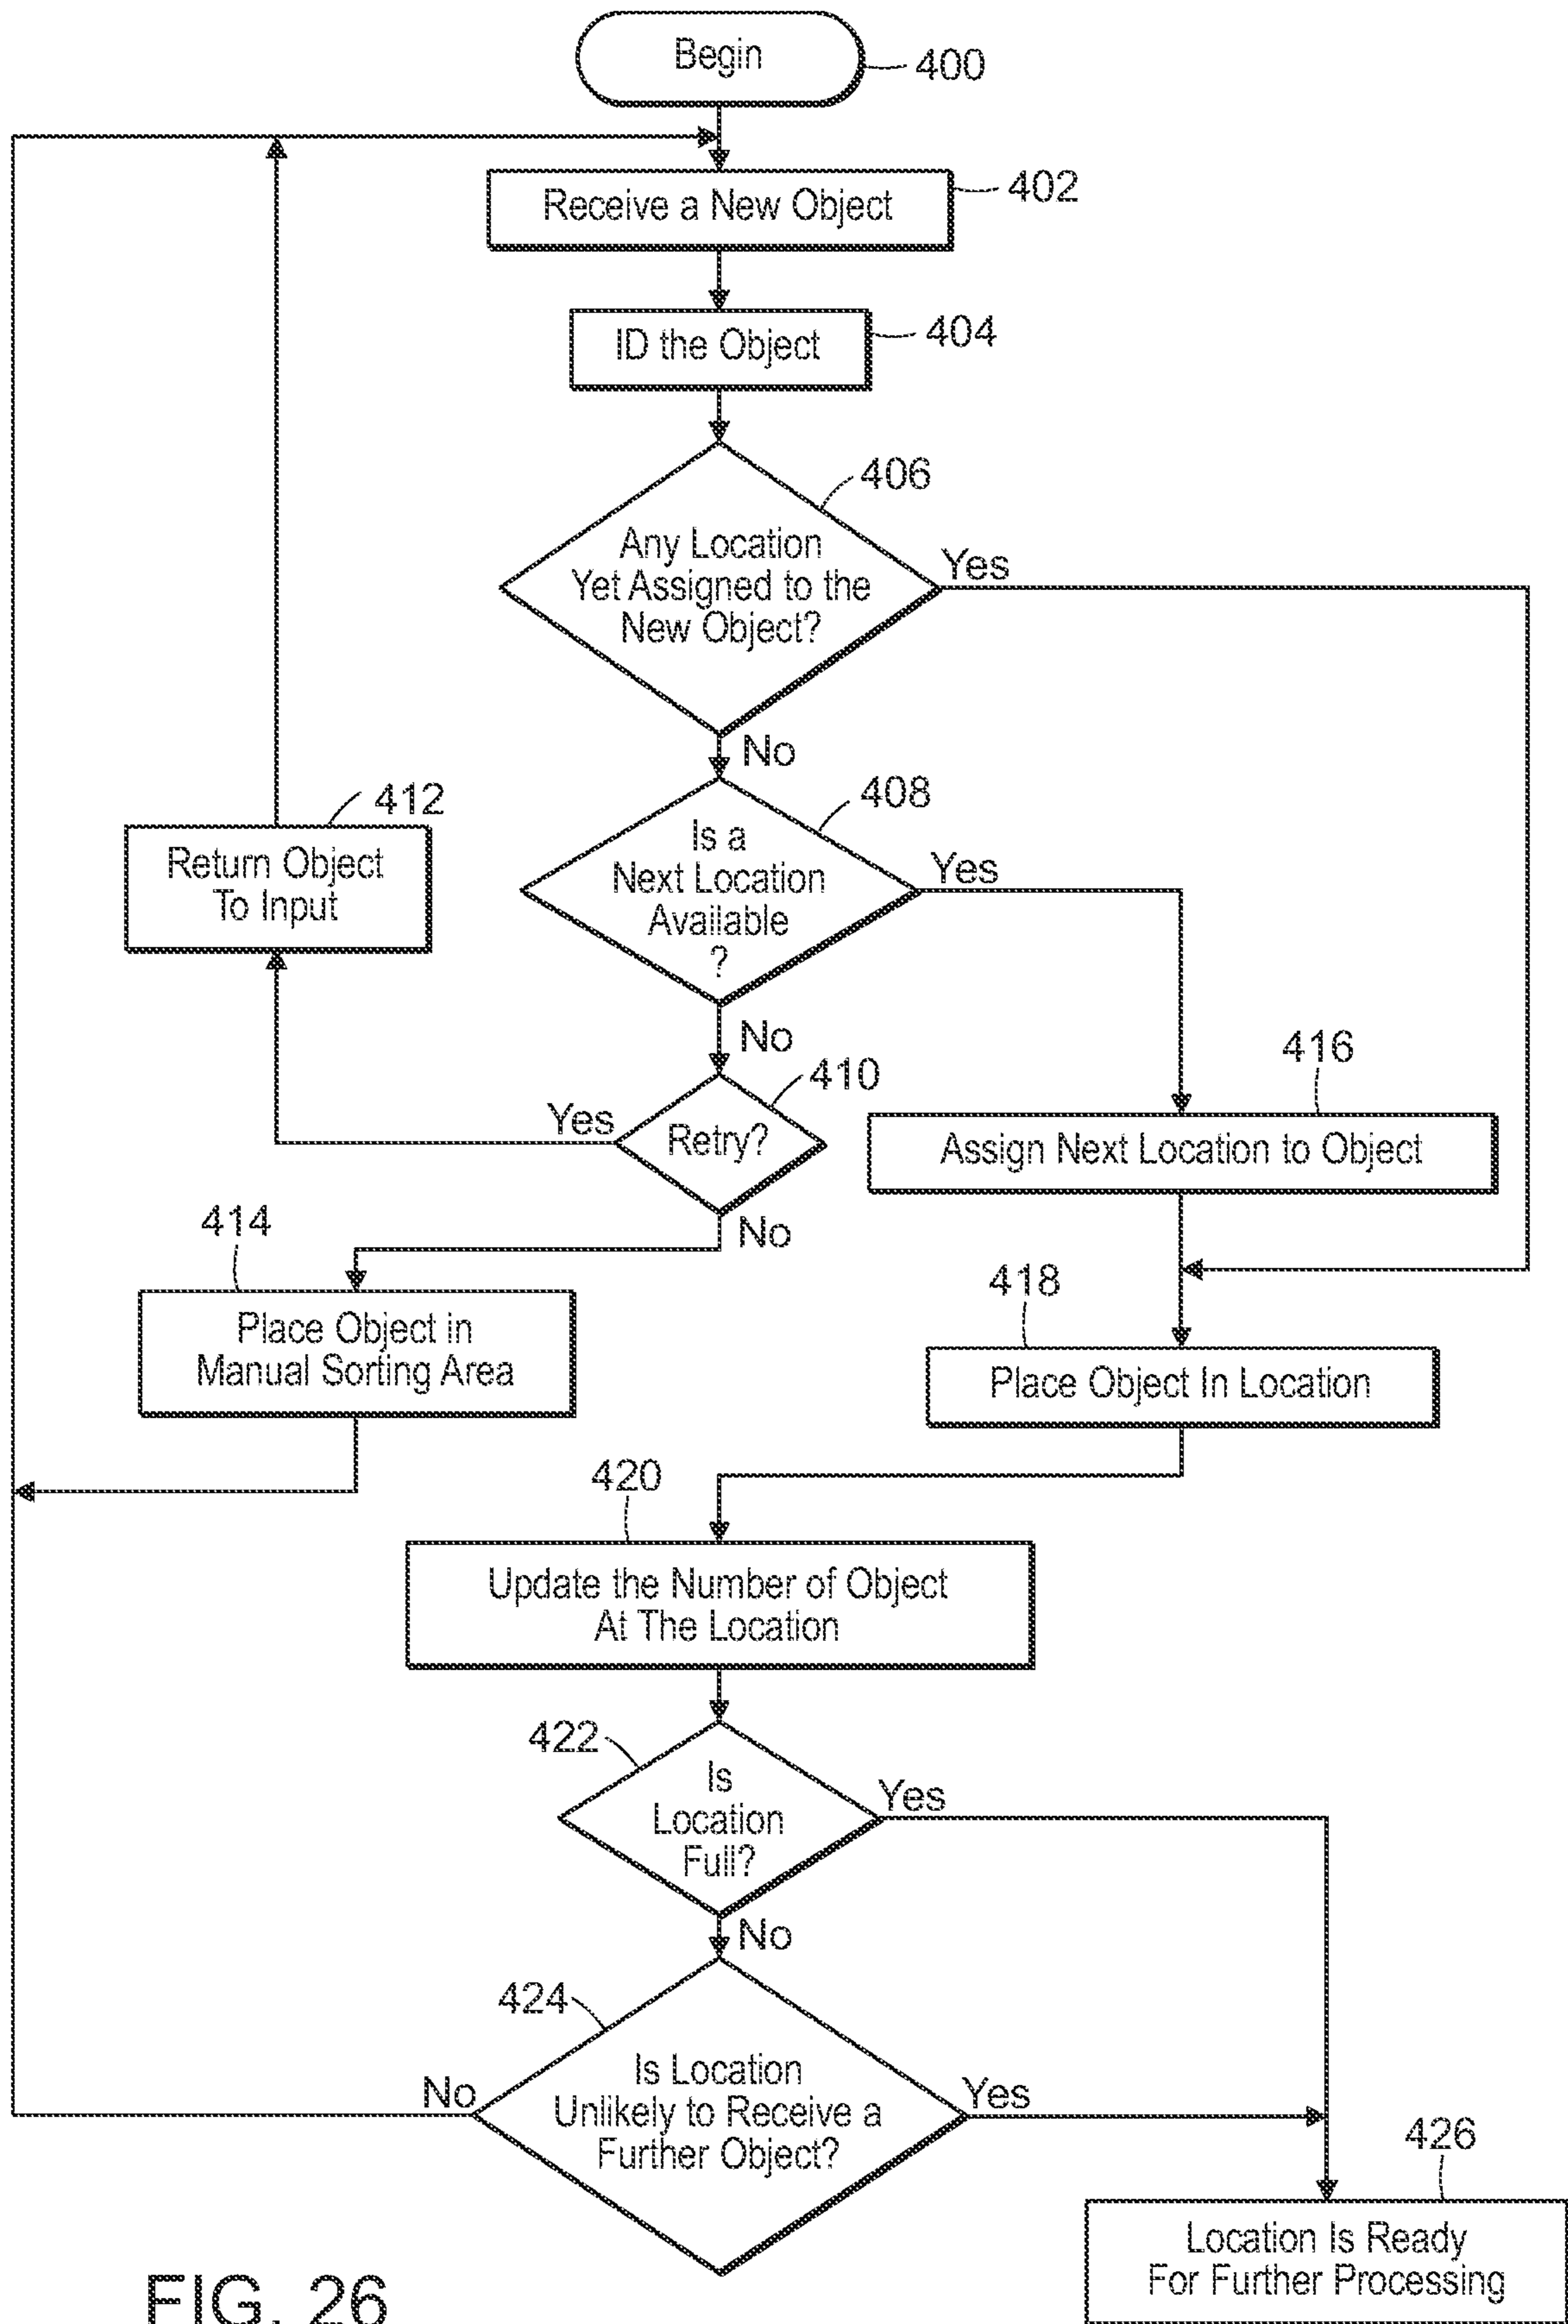 Begin
400
Receive a New Object
402
ID the Object
404
406
Any Location
Yet Assigned to the
New Object?
Yes
No
412
Return Object
To Input
408
Is a
Next Location
Available
?
Yes
No
410
Retry?
Yes
No
416
Assign Next Location to Object
414
Place Object in
Manual Sorting Area
418
Place Object In Location
420
Update the Number of Object
At The Location
422
Is
Location
Full?
Yes
No
424
Is Location
Unlikely to Receive a
Further Object?
No
Yes
426
Location Is Ready
For Further Processing
FIG. 26